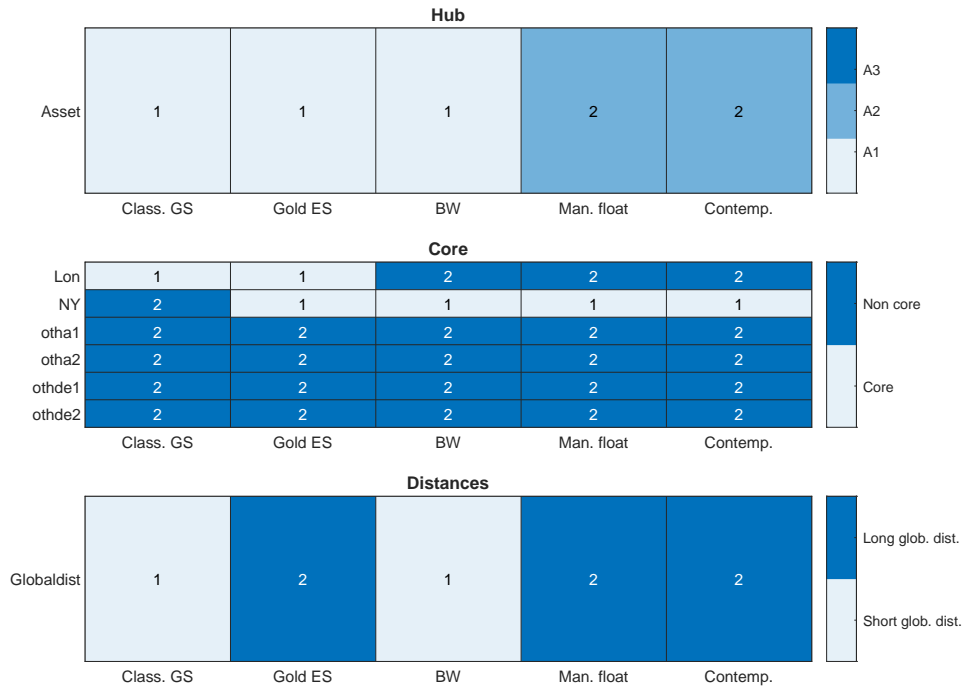 Hub
Asset 1 1 1 2 2
A3
A2
A1
Class. GS Gold ES BW Man. float Contemp.
Core
Lon 1 1 2 2 2
NY 2 1 1 1 1
otha1 2 2 2 2 2
otha2 2 2 2 2 2
othde1 2 2 2 2 2
othde2 2 2 2 2 2
Non core
Core
Class. GS Gold ES BW Man. float Contemp.
Distances
Globaldist 1 2 1 2 2
Long glob. dist.
Short glob. dist.
Class. GS Gold ES BW Man. float Contemp.